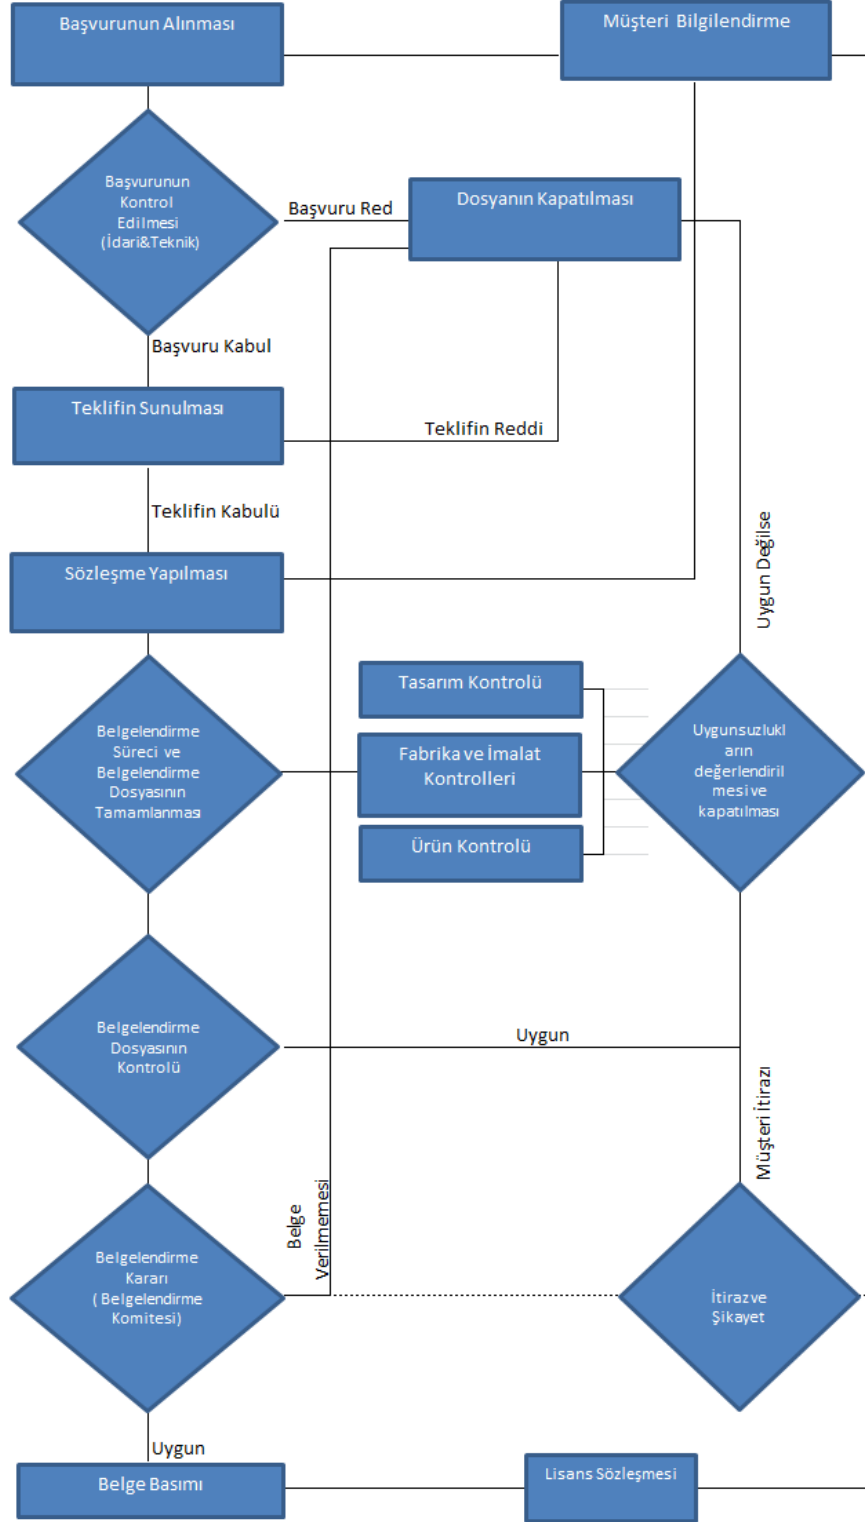 Başvurunun Alınması
Müşteri Bilgilendirme
Başvurunun
Kontrol
Edilmesi
(İdari&Teknik)
Başvuru Red
Dosyanın Kapatılması
Başvuru Kabul
Teklifin Sunulması
Teklifin Reddi
Teklifin Kabulü
Sözleşme Yapılması
Uygun Değilse
Belgelendirme
Süreci ve
Belgelendirme
Dosyasının
Tamamlanması
Tasarım Kontrolü
Fabrika ve İmalat
Kontrolleri
Ürün Kontrolü
Uygunsuzlukl
arın
değerlendiril
mesi ve
kapatılması
Belgelendirme
Dosyasının
Kontrolü
Uygun
Müşteri İtirazı
Belge
Verilmemesi
Belgelendirme
Kararı
( Belgelendirme
Komitesi)
İtiraz ve
Şikayet
Uygun
Belge Basımı
Lisans Sözleşmesi